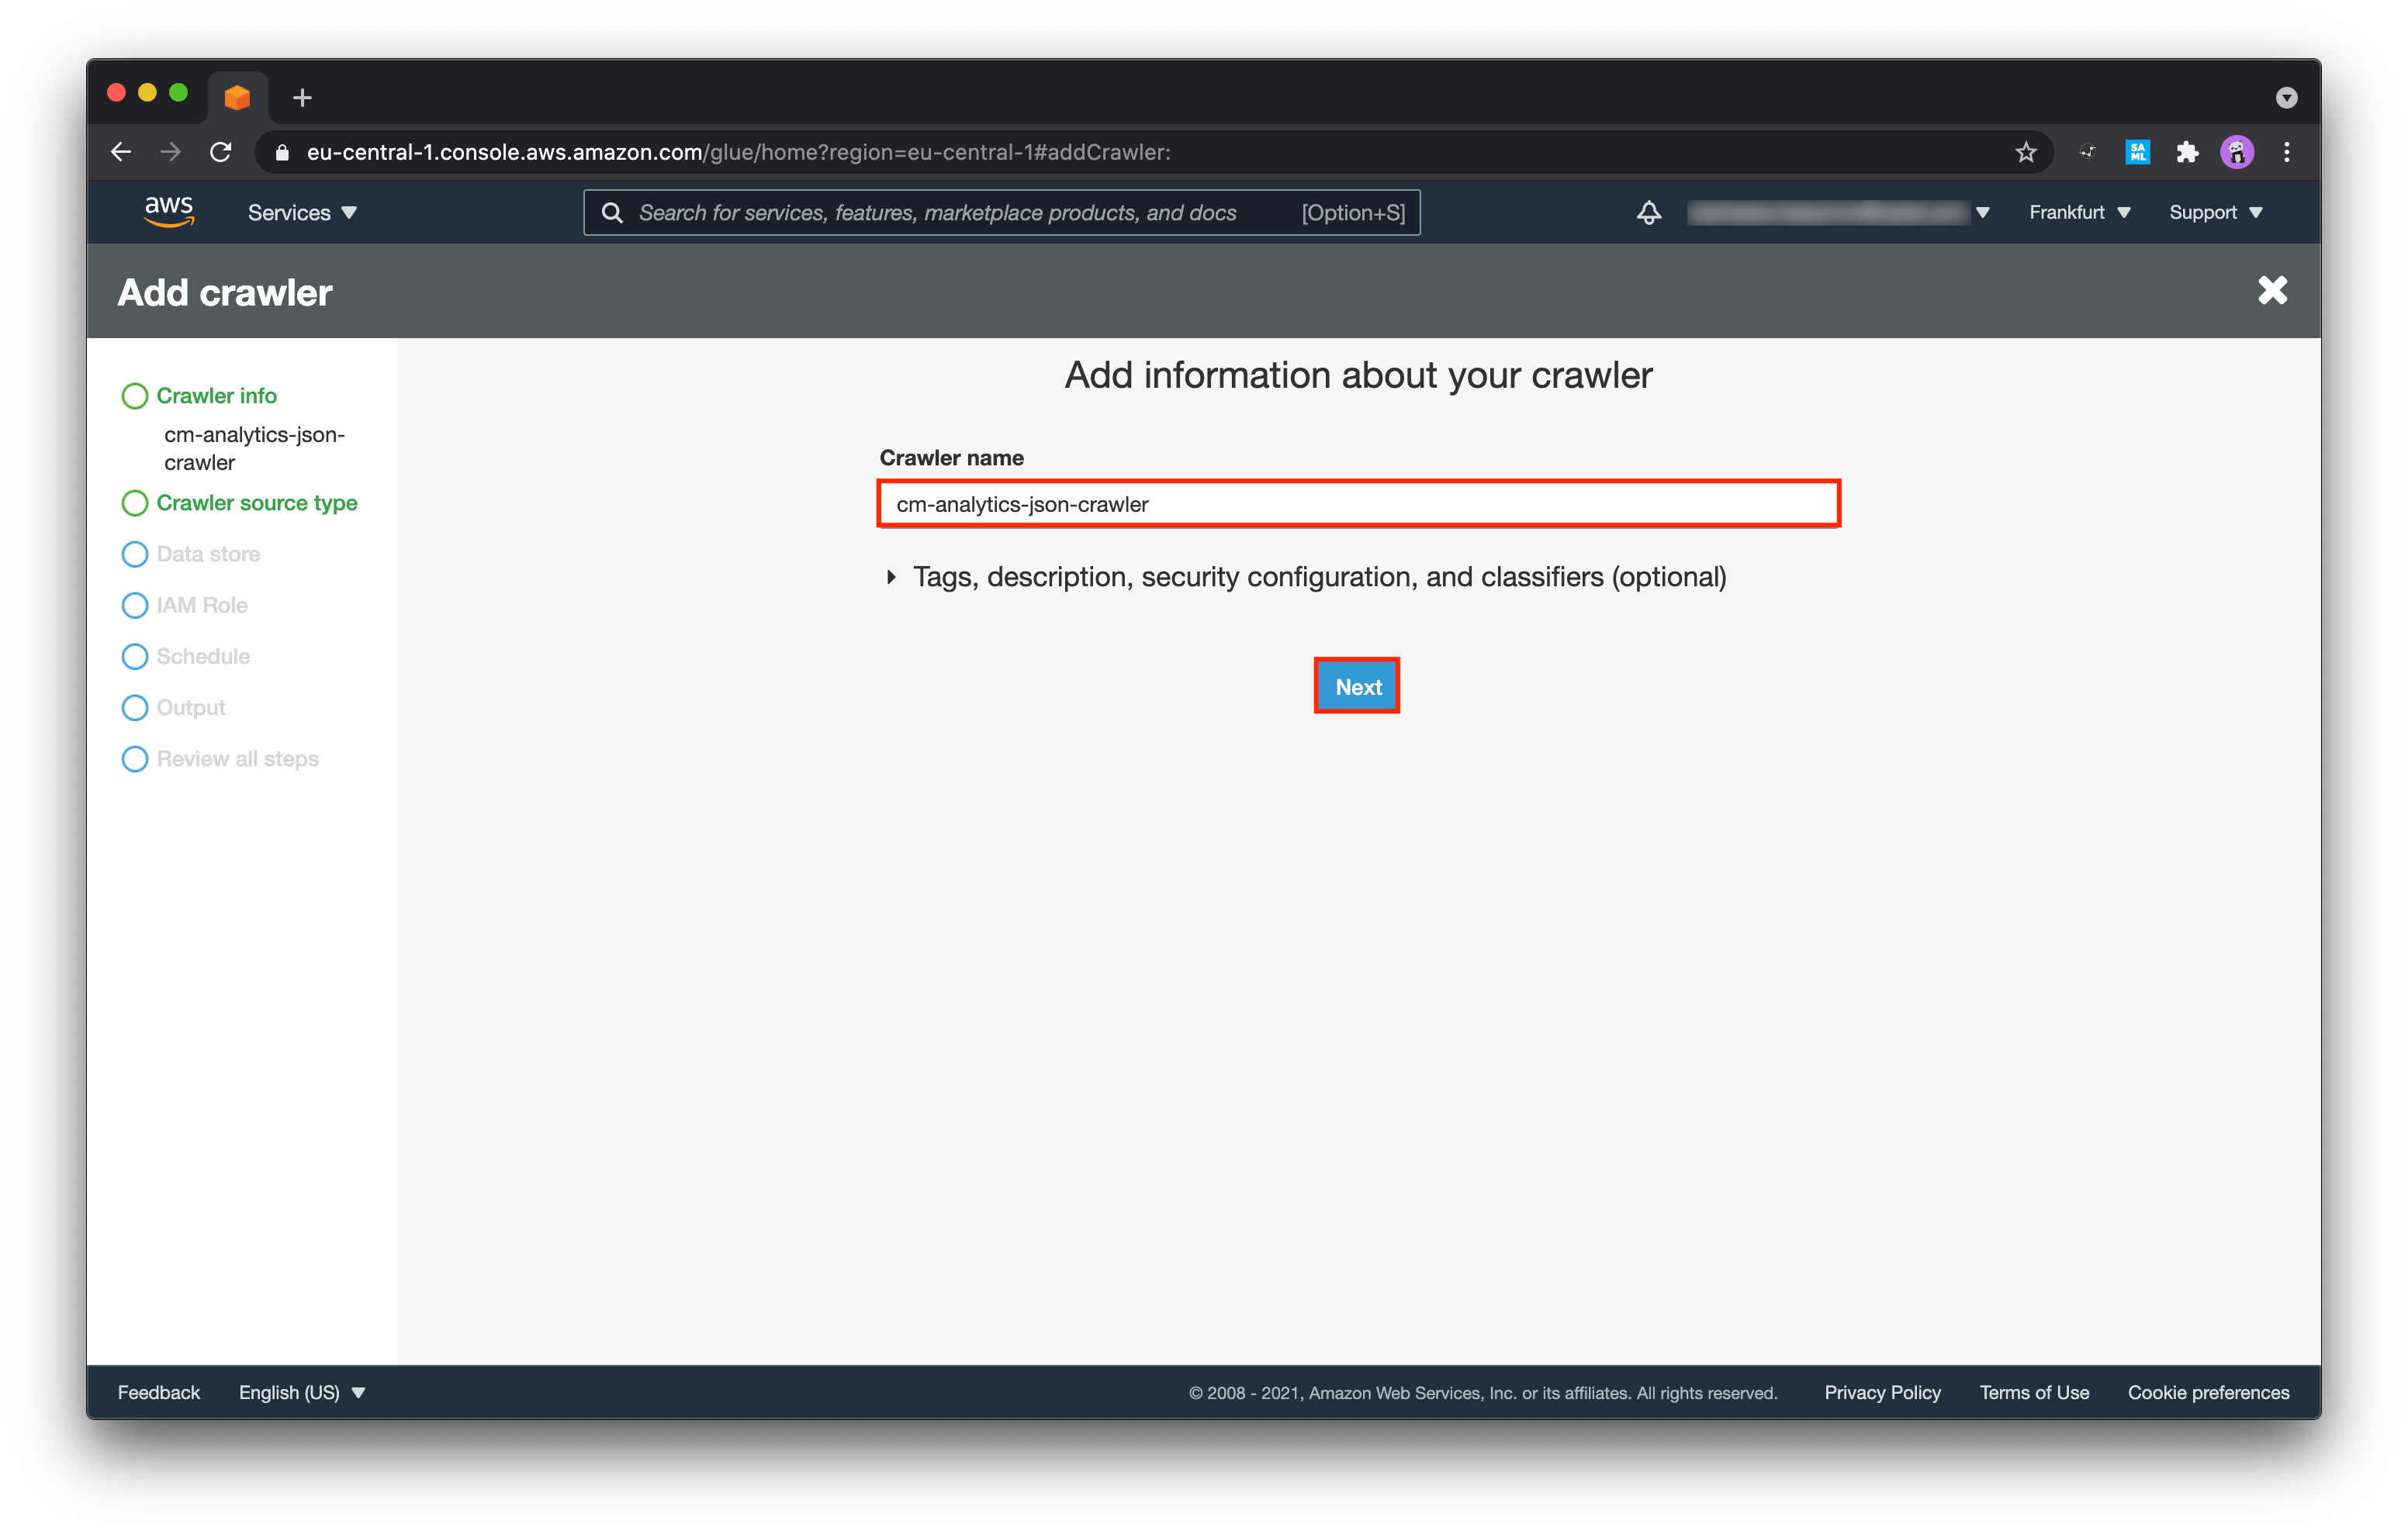 eu-central-1.console.aws.amazon.com/glue/home?region=eu-central-1#addCrawler:
SA
ML
aws
Services
Search for services, features, marketplace products, and docs [Option+S]
Frankfurt
Support
Add crawler
Crawler info
cm-analytics-json-
crawler
Crawler source type
Data store
IAM Role
Schedule
Output
Review all steps
Add information about your crawler
Crawler name
cm-analytics-json-crawler
Tags, description, security configuration, and classifiers (optional)
Next
Feedback
English (US)
© 2008 - 2021, Amazon Web Services, Inc. or its affiliates. All rights reserved.
Privacy Policy
Terms of Use
Cookie preferences